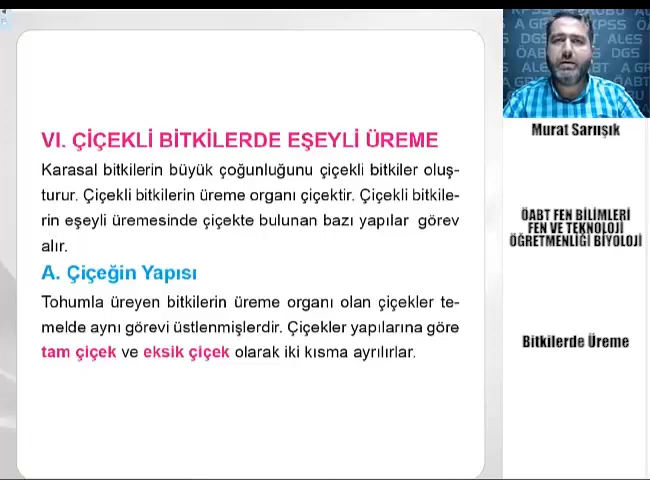 VI. ÇİÇEKLİ BİTKİLERDE EŞEYLİ ÜREME
Karasal bitkilerin büyük çoğunluğunu çiçekli bitkiler oluş-
turur. Çiçekli bitkilerin üreme organı çiçektir. Çiçekli bitkile-
rin eşeyli üremesinde çiçekte bulunan bazı yapılar görev
alır.
A. Çiçeğin Yapısı
Tohumla üreyen bitkilerin üreme organı olan çiçekler te-
melde aynı görevi üstlenmişlerdir. Çiçekler yapılarına göre
tam çiçek ve eksik çiçek olarak iki kısma ayrılırlar.
KPSS
ALES
DGS
Murat Sarıışık
ÖABT FEN BİLİMLERİ
FEN VE TEKNOLOJİ
ÖĞRETMENLİĞİ BİYOLOJİ
Bitkilerde Üreme